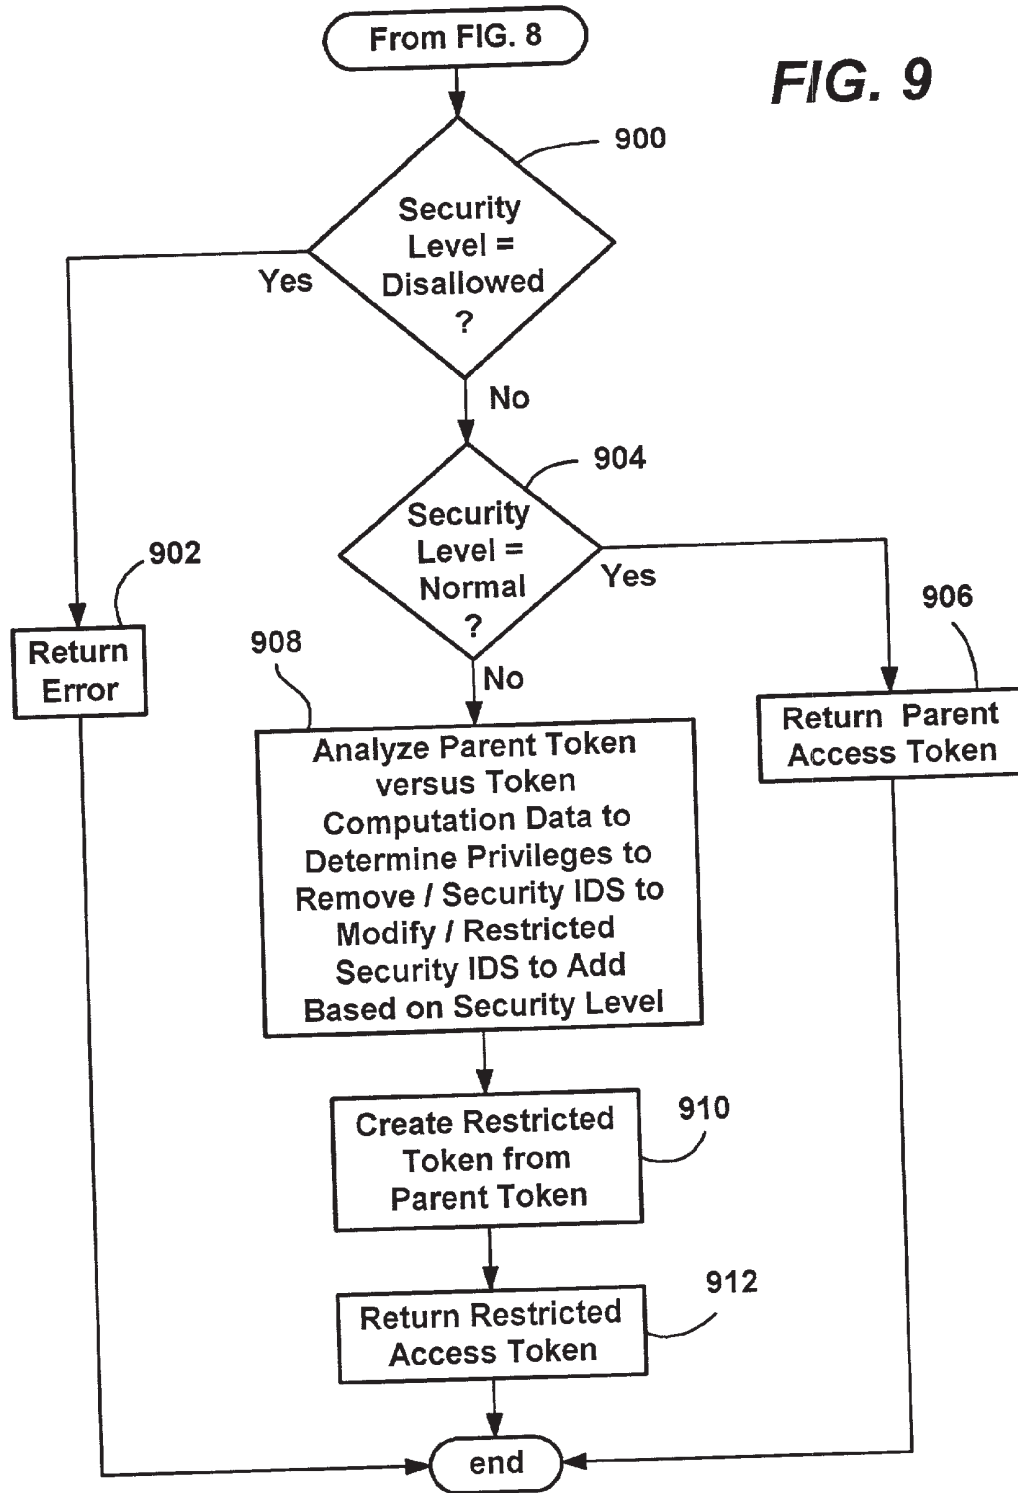 From FIG. 8
FIG. 9
900
Security
Level =
Disallowed
?
Yes
No
904
Security
Level =
Normal
?
Yes
No
902
Return
Error
906
Return Parent
Access Token
908
Analyze Parent Token
versus Token
Computation Data to
Determine Privileges to
Remove / Security IDS to
Modify / Restricted
Security IDS to Add
Based on Security Level
910
Create Restricted
Token from
Parent Token
912
Return Restricted
Access Token
end